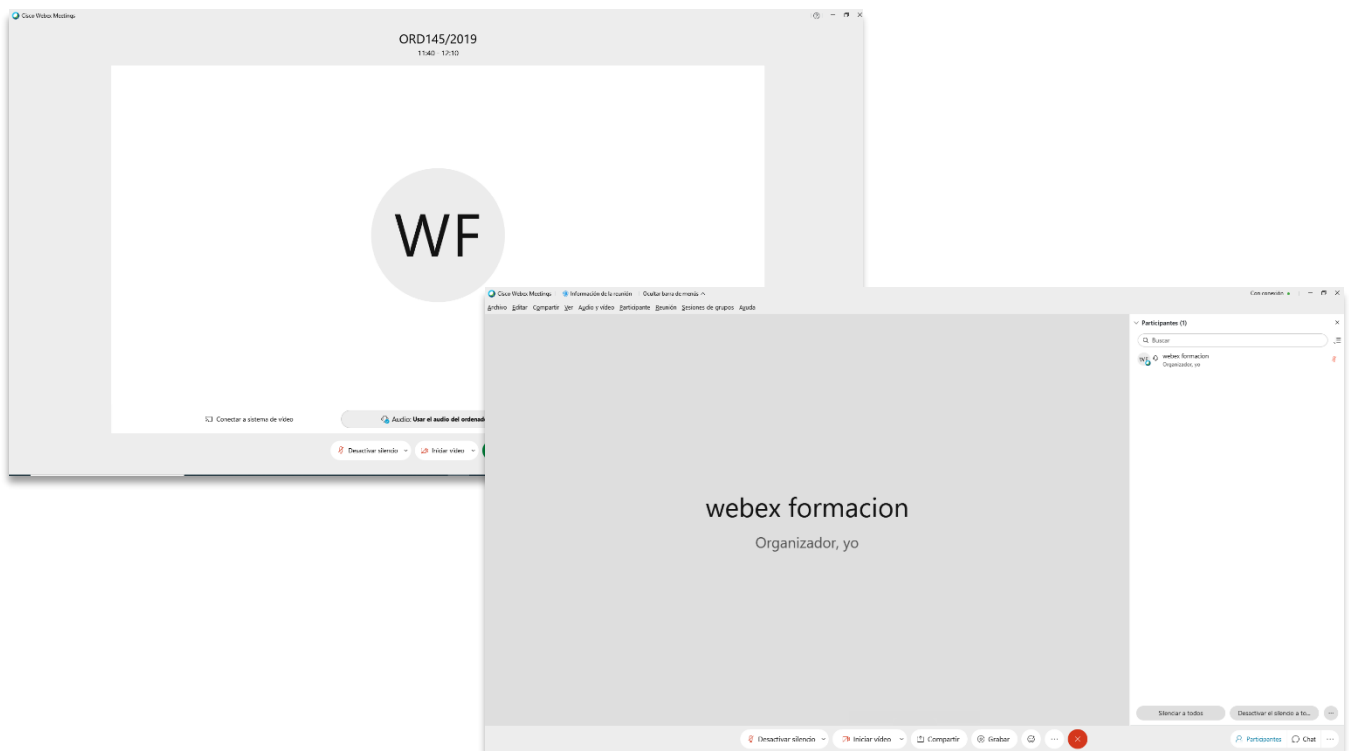 Cisco Webex Meetings
ORD145/2019
11:40 - 12:10
WF
Conectar a sistema de vídeo
Audio: Usar el audio del ordenad
Desactivar silencio
Iniciar vídeo
Cisco Webex Meetings
Información de la reunión
Ocultar barra de menús
Con conexión
Archivo Editar Compartir Ver Audio y vídeo Participante Reunión Sesiones de grupos Ayuda
Participantes (1)
Buscar
WF
webex formacion
Organizador, yo
webex formacion
Organizador, yo
Silenciar a todos
Desactivar el silencio a to...
Desactivar silencio
Iniciar vídeo
Compartir
Grabar
Participantes
Chat